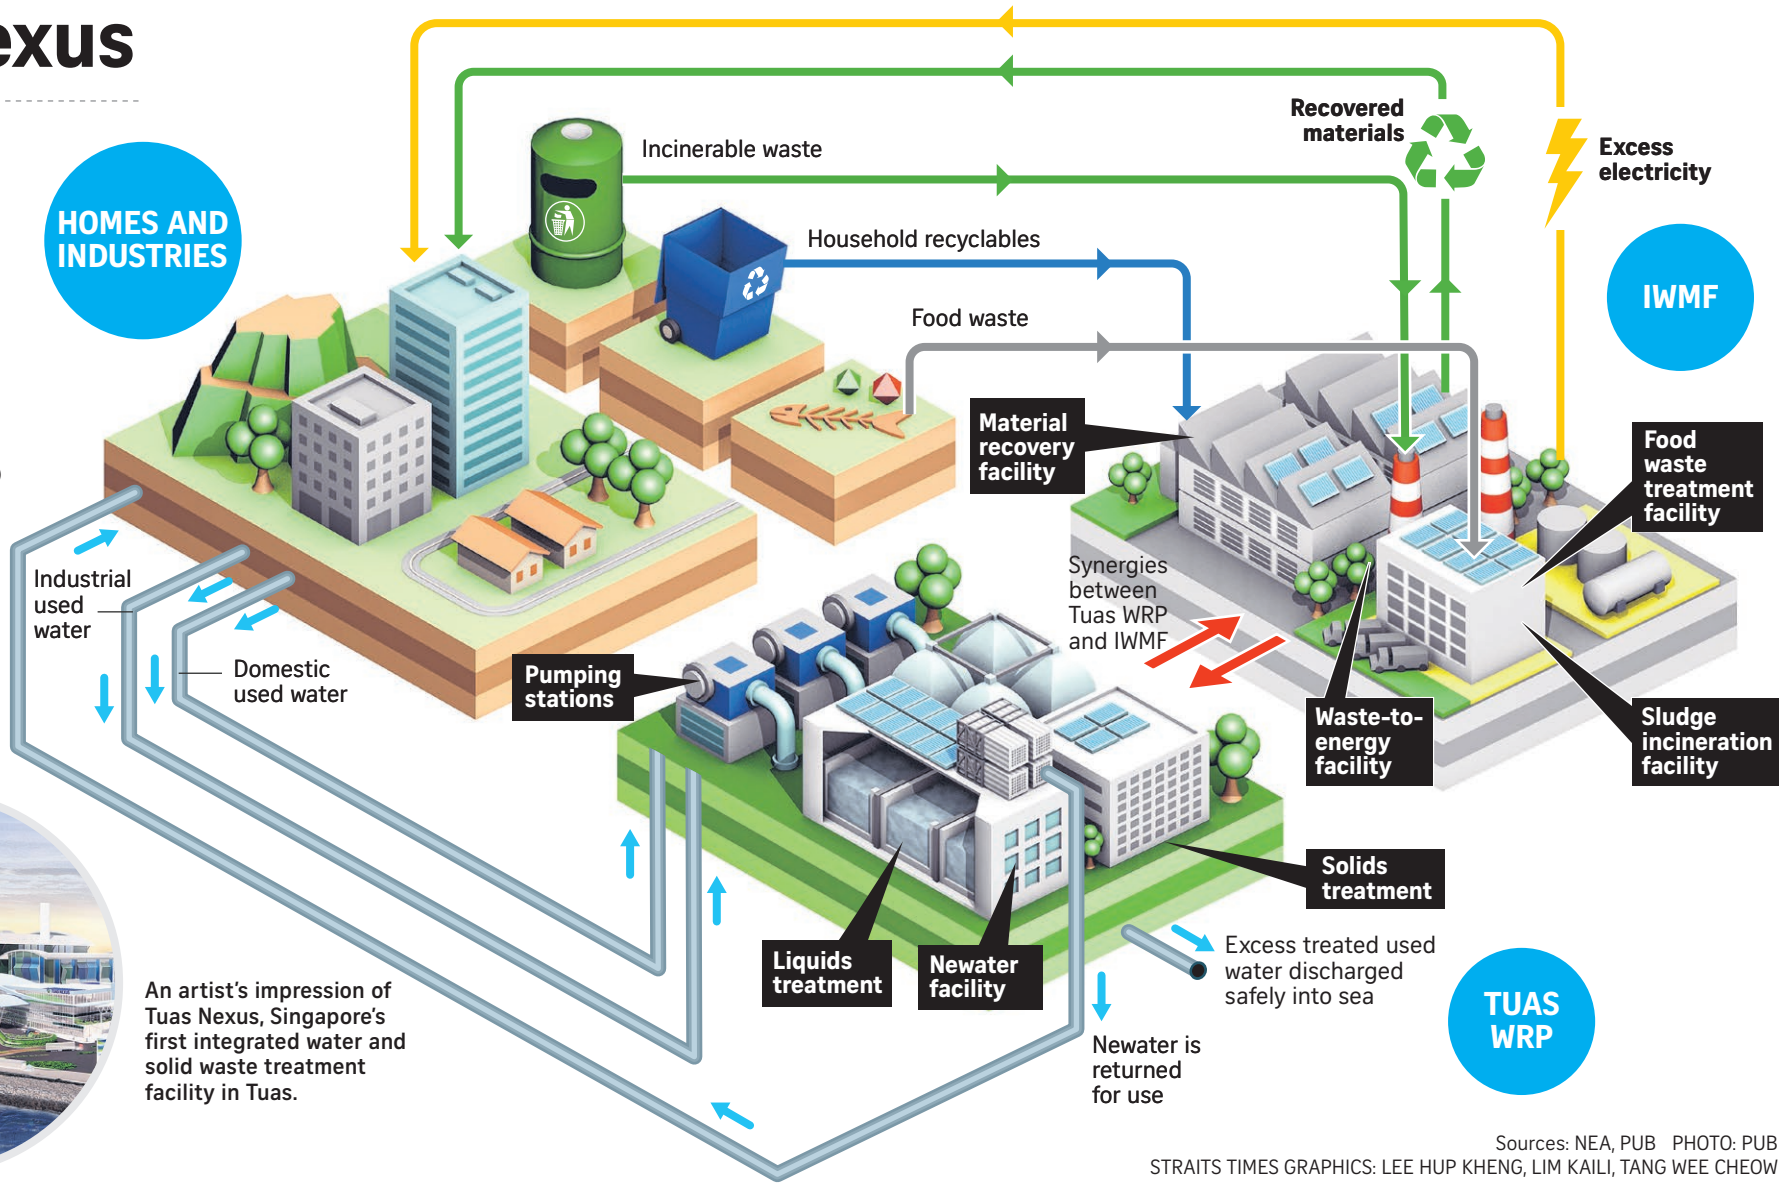 exus
HOMES AND
INDUSTRIES
Incinerable waste
Household recyclables
Food waste
Recovered
materials
Excess
electricity
IWMF
Material
recovery
facility
Food
waste
treatment
facility
Synergies
between
Tuas WRP
and IWMF
Waste-to-
energy
facility
Sludge
incineration
facility
Industrial
used
water
Domestic
used water
Pumping
stations
Liquids
treatment
Newater
facility
Solids
treatment
Excess treated used
water discharged
safely into sea
Newater is
returned
for use
TUAS
WRP
An artist's impression of
Tuas Nexus, Singapore's
first integrated water and
solid waste treatment
facility in Tuas.
Sources: NEA, PUB PHOTO: PUB
STRAITS TIMES GRAPHICS: LEE HUP KHENG, LIM KAILI, TANG WEE CHEOW